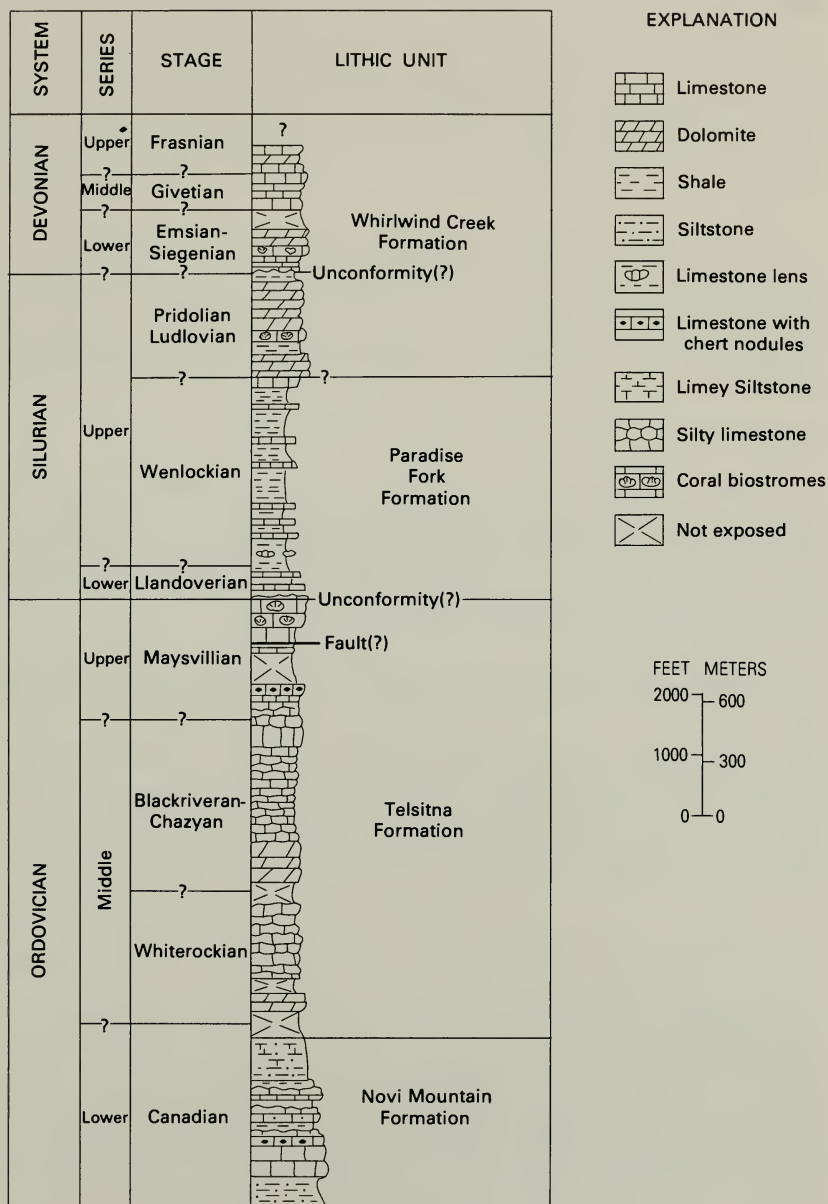 SYSTEM
SERIES
STAGE
LITHIC UNIT
DEVONIAN
Upper
Frasnian
?
?
?
Middle
Givetian
?
?
Lower
Emsian-
Siegenian
Whirlwind Creek
Formation
?
?
Unconformity(?)
SILURIAN
Upper
Pridolian
Ludlovian
?
?
Wenlockian
Paradise
Fork
Formation
?
?
Lower
Llandoverian
Unconformity(?)
ORDOVICIAN
Upper
Maysvillian
Fault(?)
?
?
Middle
Blackriveran-
Chazyan
Telsitna
Formation
?
Whiterockian
?
Lower
Canadian
Novi Mountain
Formation
EXPLANATION
Limestone
Dolomite
Shale
Siltstone
Limestone lens
Limestone with
chert nodules
Limey Siltstone
Silty limestone
Coral biostromes
Not exposed
FEET METERS
2000 600
1000 300
0 0